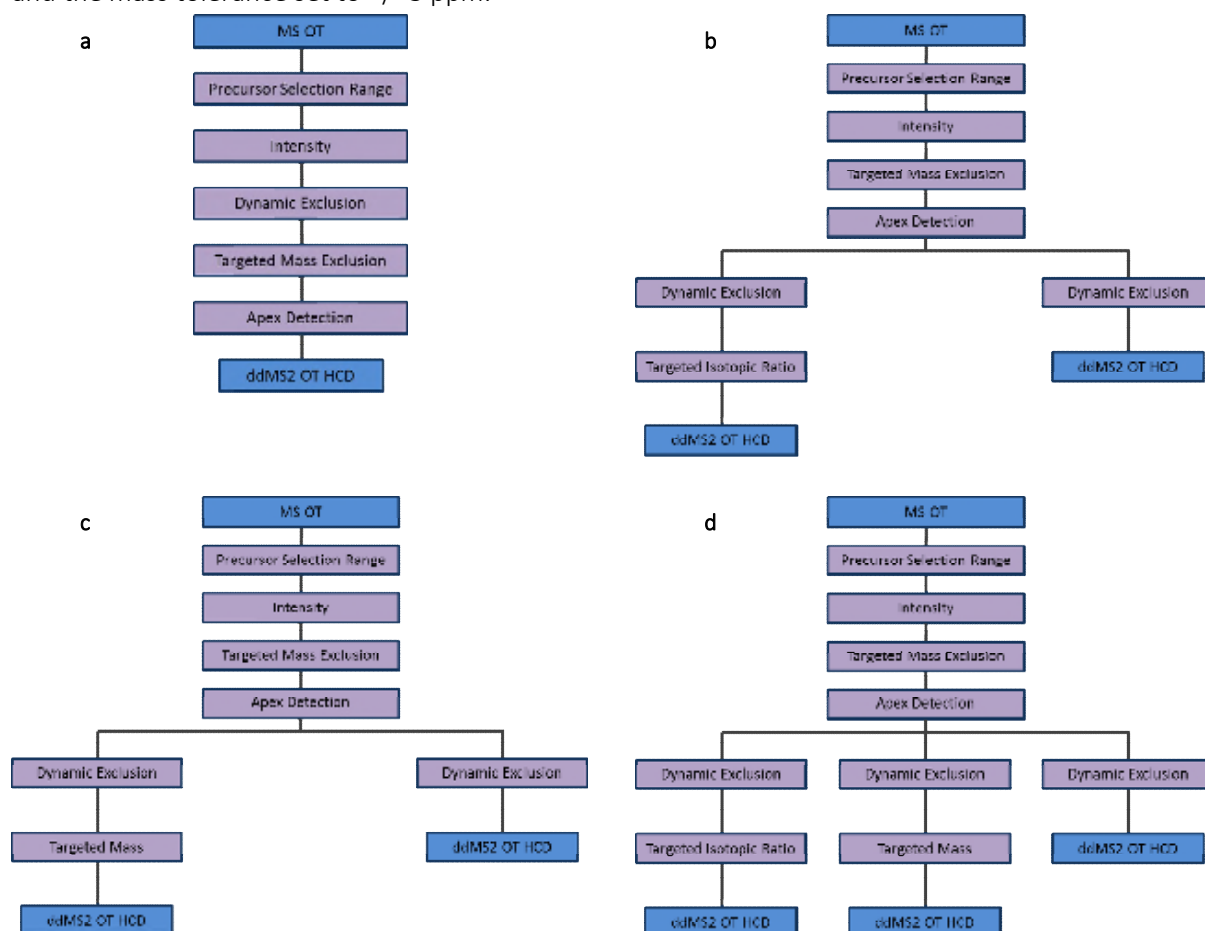 a
MS OT
Precursor Selection Range
Intensity
Dynamic Exclusion
Targeted Mass Exclusion
Apex Detection
ddMS2 OT HCD
b
MS OT
Precursor Selection Range
Intensity
Targeted Mass Exclusion
Apex Detection
Dynamic Exclusion
Dynamic Exclusion
Targeted Isotopic Ratio
ddMS2 OT HCD
ddMS2 OT HCD
c
MS OT
Precursor Selection Range
Intensity
Targeted Mass Exclusion
Apex Detection
Dynamic Exclusion
Dynamic Exclusion
Targeted Mass
ddMS2 OT HCD
ddMS2 OT HCD
d
MS OT
Precursor Selection Range
Intensity
Targeted Mass Exclusion
Apex Detection
Dynamic Exclusion
Dynamic Exclusion
Dynamic Exclusion
Targeted Isotopic Ratio
Targeted Mass
ddMS2 OT HCD
ddMS2 OT HCD
ddMS2 OT HCD